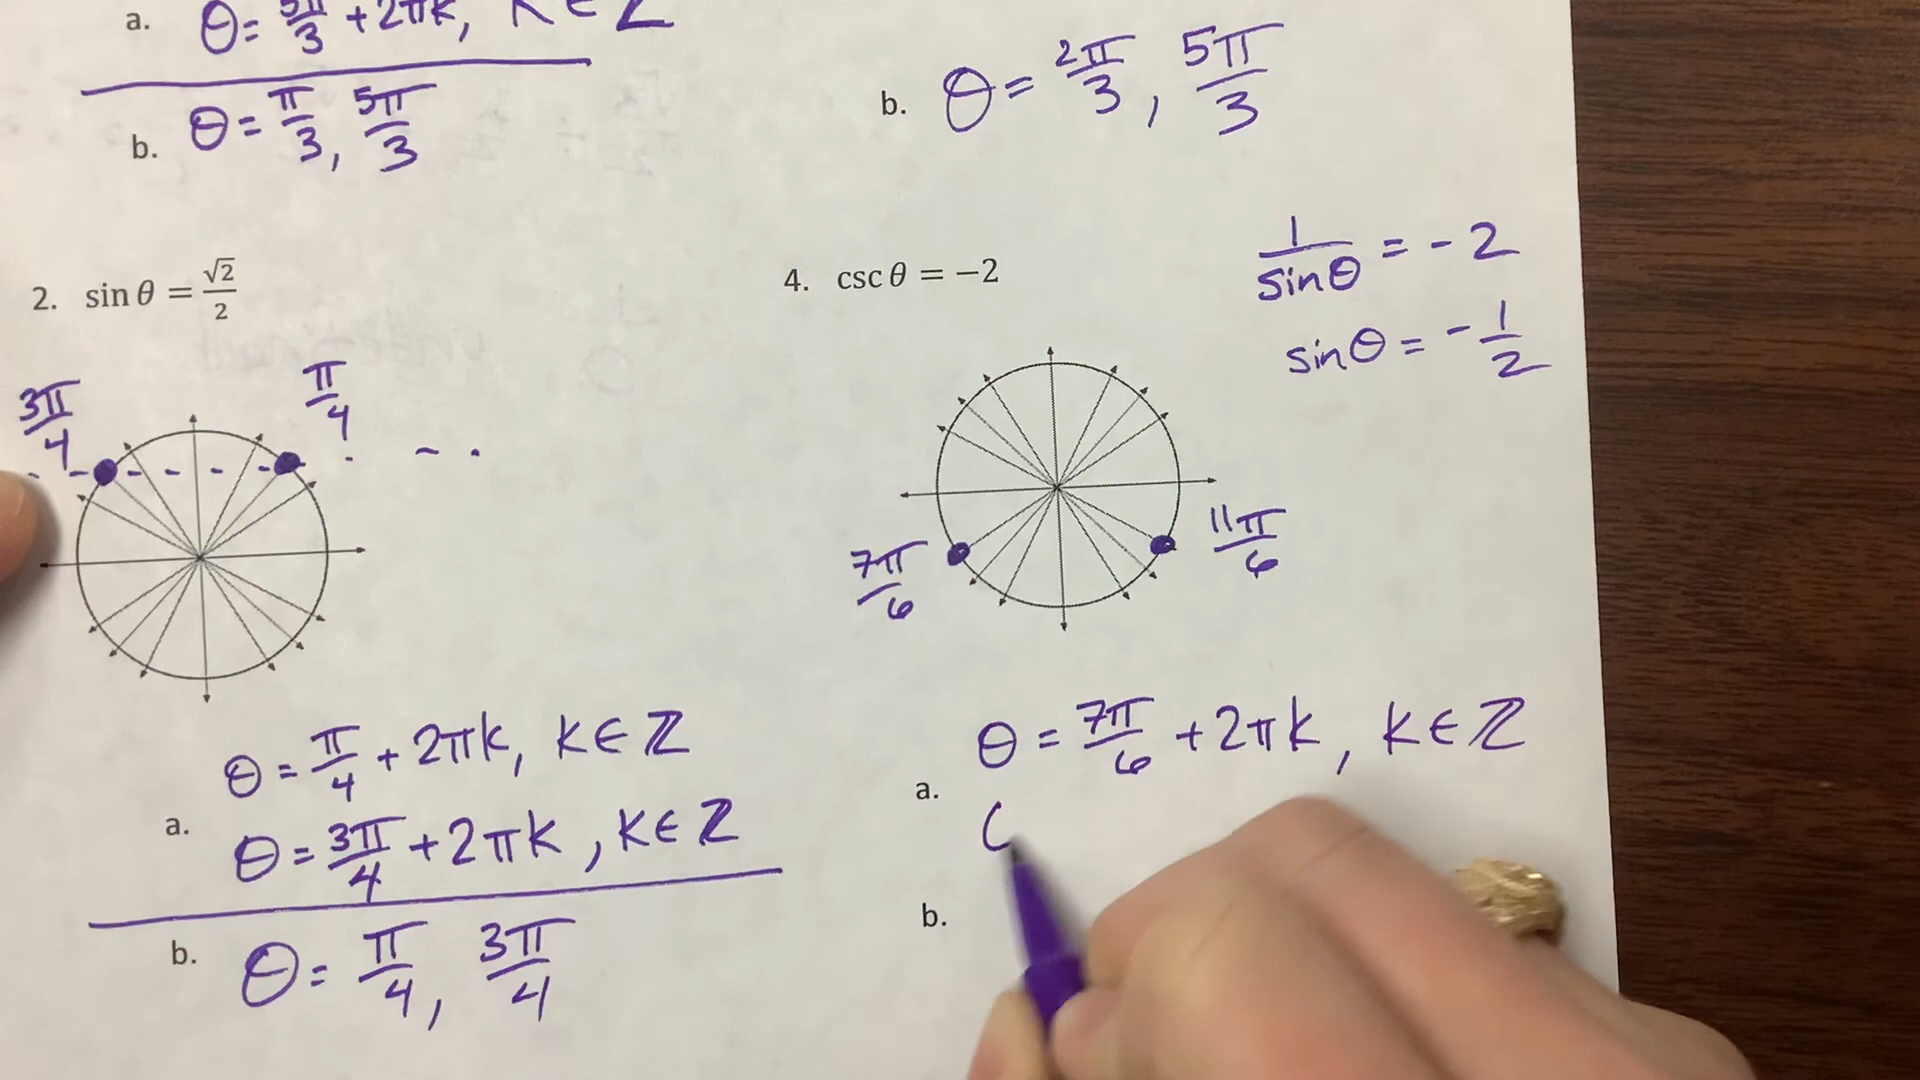 a. θ = 5π/3 + 2πk, K ∈ ℤ
b. θ = π/3, 5π/3
2. sin θ = √2/2
3π/4
π/4
θ = π/4 + 2πk, k ∈ ℤ
a.
θ = 3π/4 + 2πk, k ∈ ℤ
b. θ = π/4, 3π/4
b. θ = 2π/3, 5π/3
4. csc θ = −2
1/sinθ = -2
sinθ = -1/2
7π/6
11π/6
θ = 7π/6 + 2πk, k ∈ ℤ
a.
b.